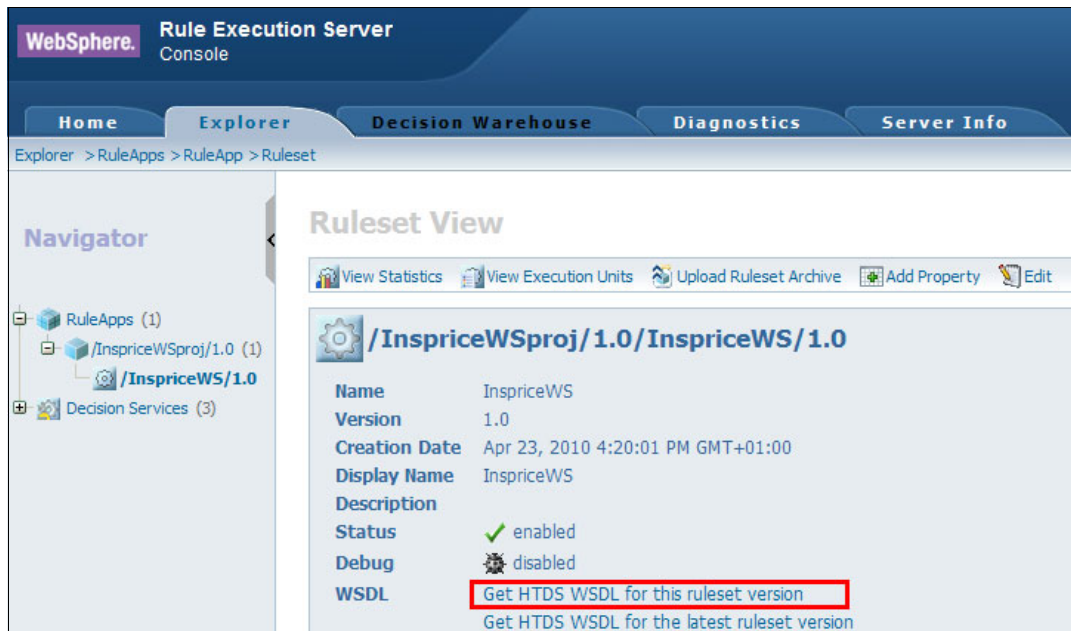 WebSphere.
Rule Execution Server
Console
Home
Explorer
Decision Warehouse
Diagnostics
Server Info
Explorer > RuleApps > RuleApp > Ruleset
Navigator
RuleApps (1)
/InspriceWSproj/1.0 (1)
/InspriceWS/1.0
Decision Services (3)
Ruleset View
View Statistics
View Execution Units
Upload Ruleset Archive
Add Property
Edit
/InspriceWSproj/1.0/InspriceWS/1.0
Name InspriceWS
Version 1.0
Creation Date Apr 23, 2010 4:20:01 PM GMT+01:00
Display Name InspriceWS
Description
Status enabled
Debug disabled
WSDL Get HTDS WSDL for this ruleset version
Get HTDS WSDL for the latest ruleset version